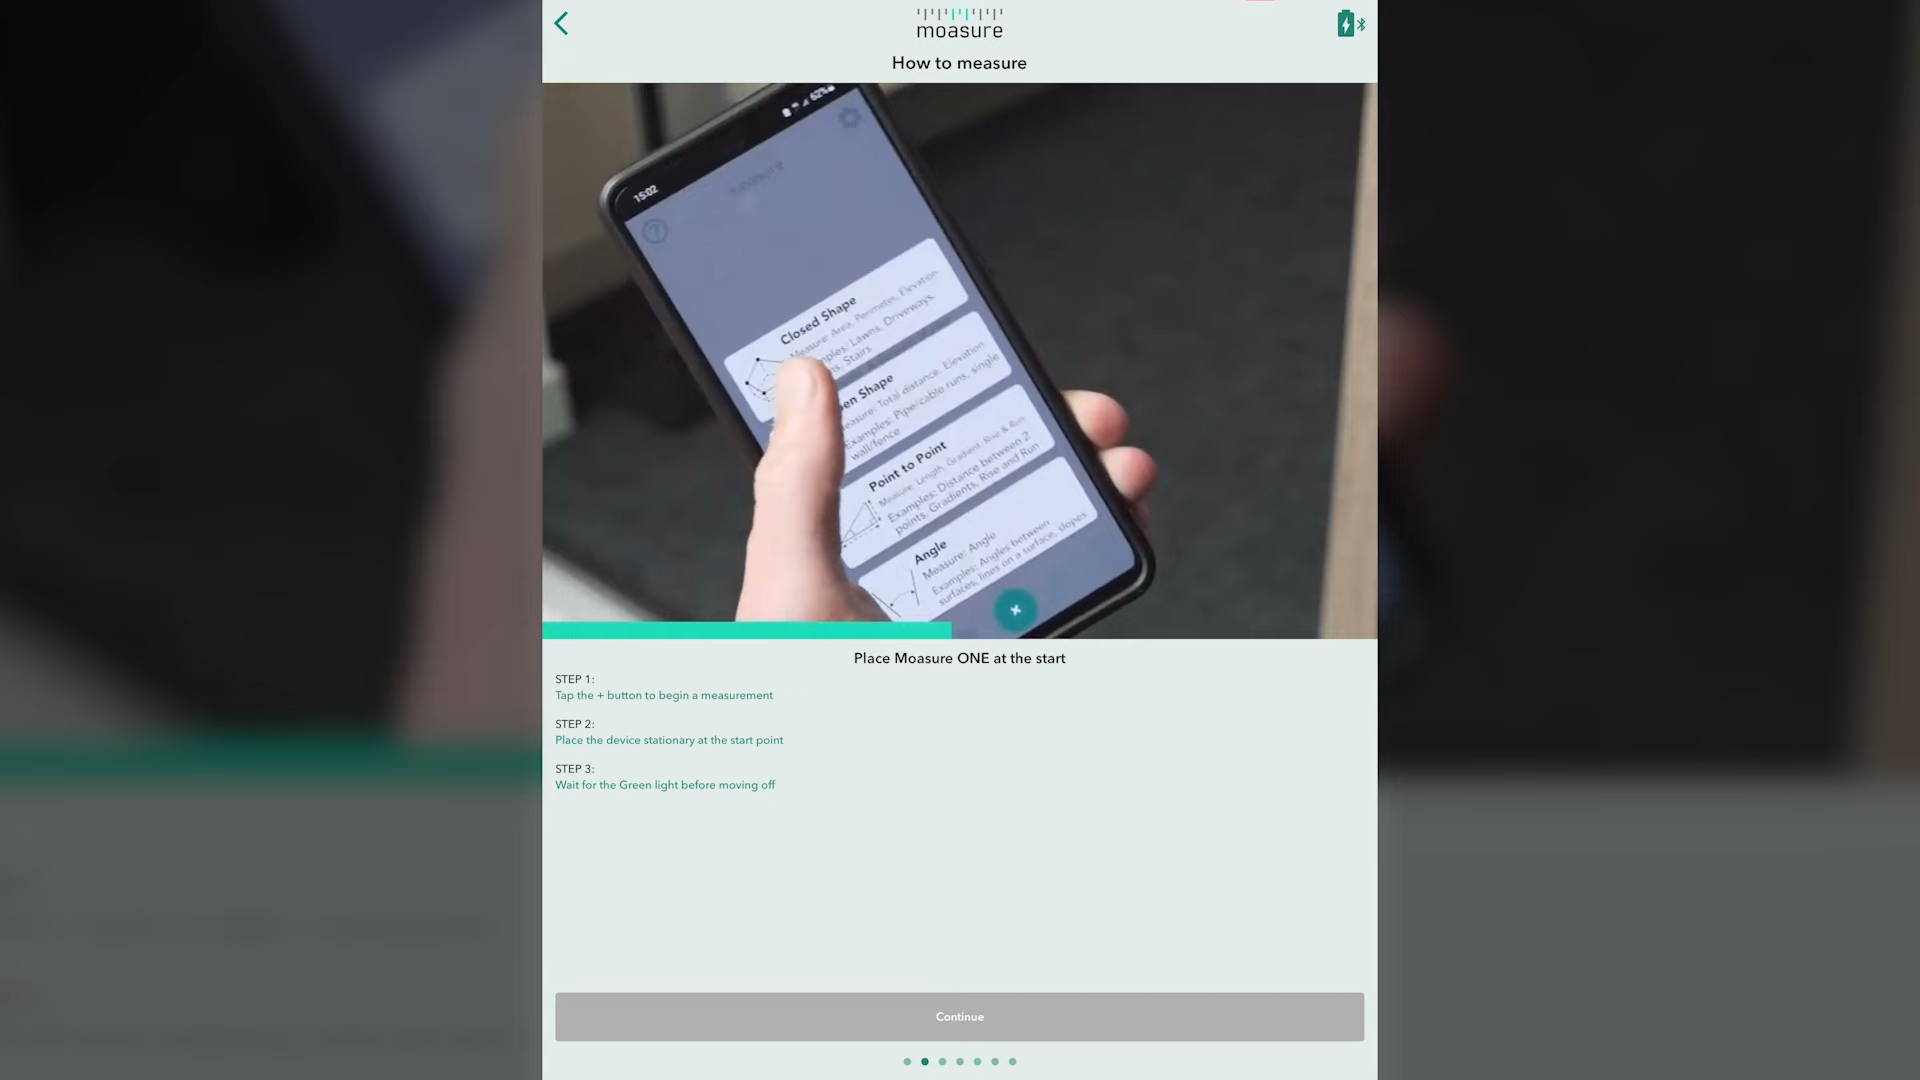 moasure
How to measure
62%
15:02
Closed Shape
Measure: Area, Perimeter, Elevation
Lawns, Driveways,
Stairs
Shape
Total distance, Elevation
Examples: Pipe/cable runs, single
wall/fence
Point to Point
Measure: Length, Gradient, Rise & Run
Examples: Distance between 2
points, Gradients, Rise and Run
Angle
Measure: Angle
Examples: Angles between
surfaces, lines on a surface, slopes
+
Place Moasure ONE at the start
STEP 1:
Tap the + button to begin a measurement
STEP 2:
Place the device stationary at the start point
STEP 3:
Wait for the Green light before moving off
Continue